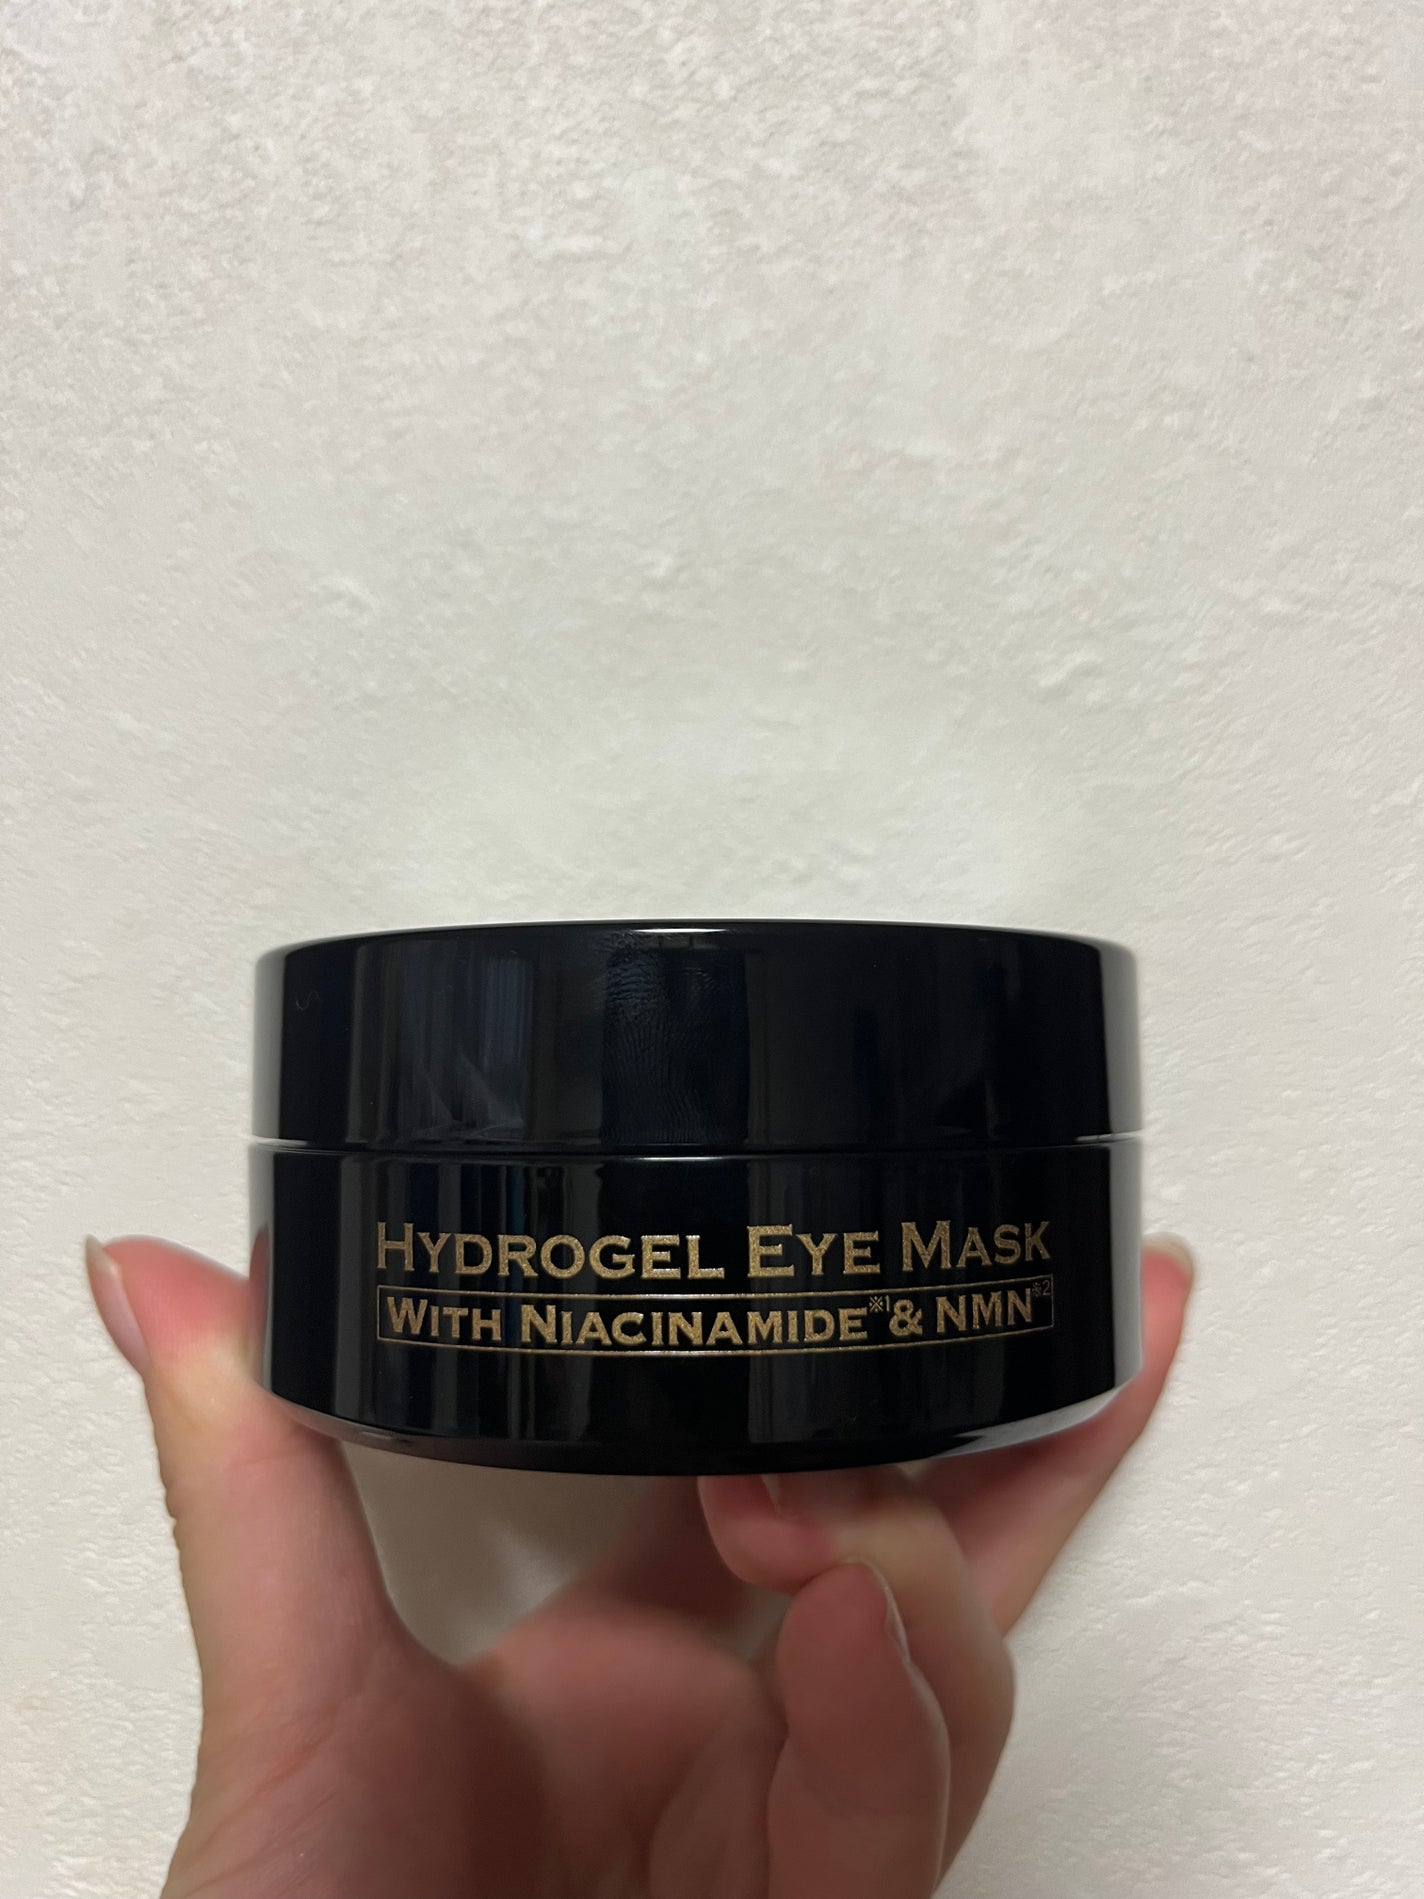 HYDROGEL EYE MASK
WITH NIACINAMIDE※1& NMN※2